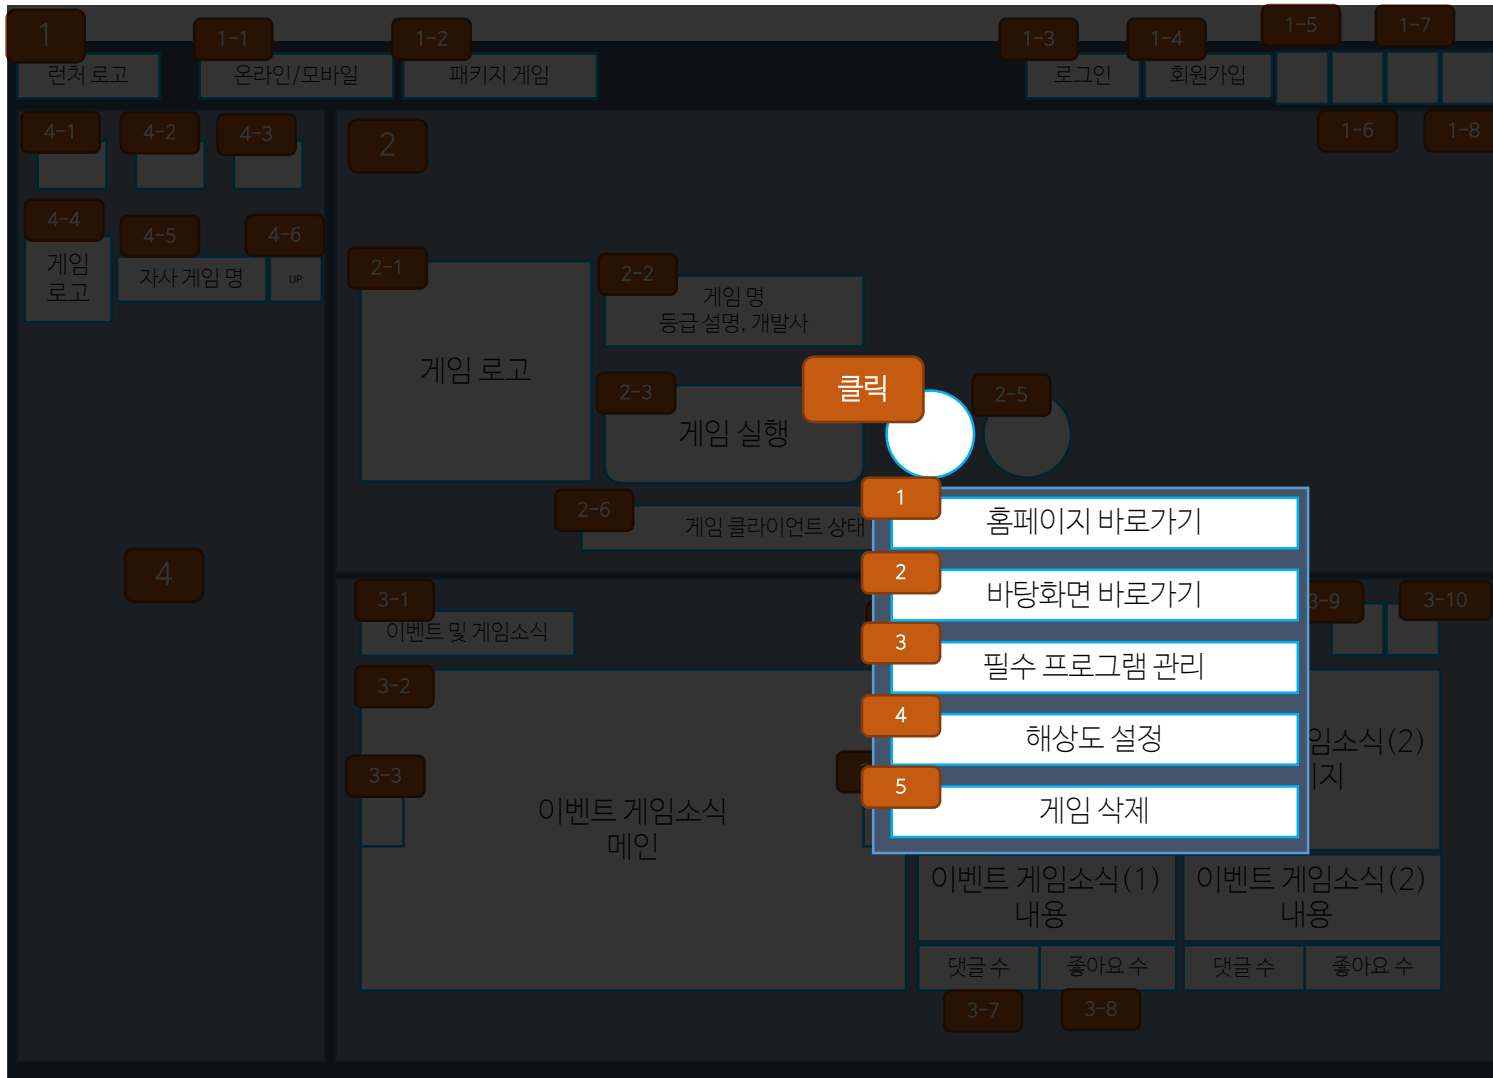 1
1-1
1-2
1-3
1-4
1-5
1-7
런처 로고
온라인/모바일
패키지 게임
로그인
회원가입
1-6
1-8
4-1
4-2
4-3
2
4-4
4-5
4-6
게임
로고
자사 게임 명
UP
2-1
2-2
게임 명
등급 설명, 개발사
게임 로고
2-3
게임 실행
클릭
2-5
2-6
게임 클라이언트 상태
1
홈페이지 바로가기
2
바탕화면 바로가기
3
필수 프로그램 관리
4
해상도 설정
5
게임 삭제
4
3-1
이벤트 및 게임소식
3-9
3-10
3-2
3-3
이벤트 게임소식
메인
임소식(2)
지
이벤트 게임소식(1)
내용
이벤트 게임소식(2)
내용
댓글 수
좋아요 수
댓글 수
좋아요 수
3-7
3-8